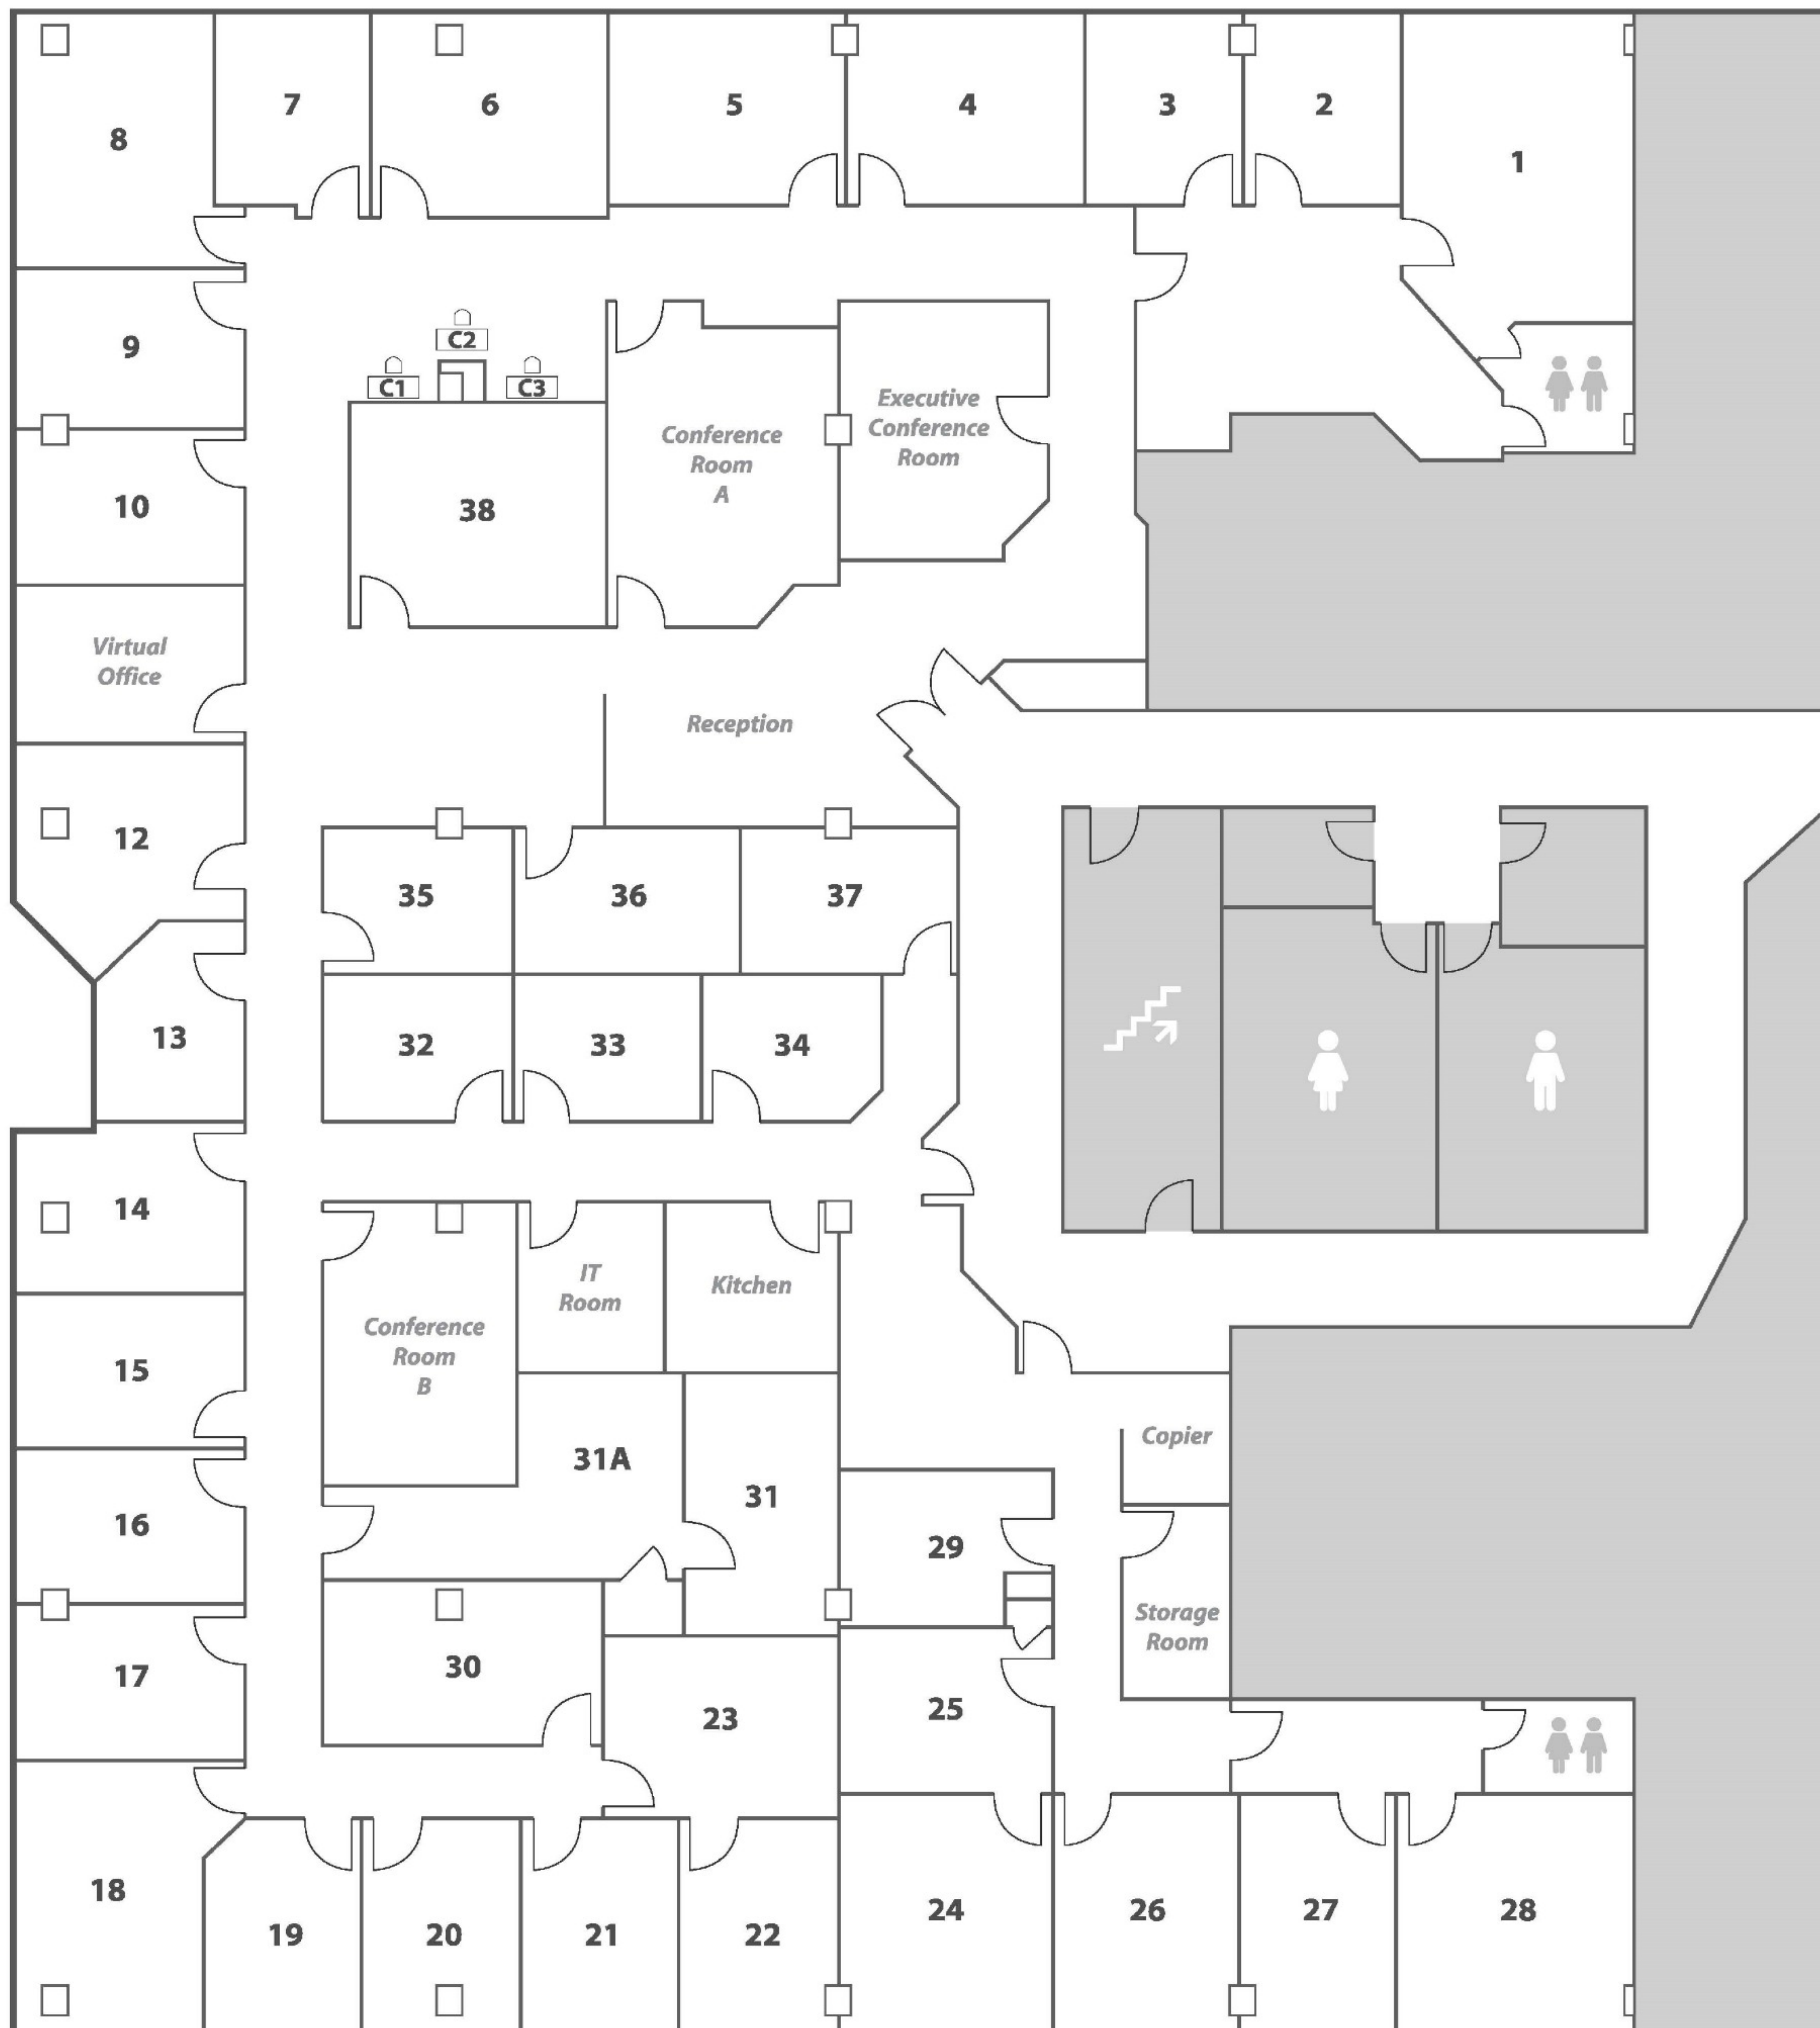 7
6
5
4
3
2
8
1
C2
9
C1
C3
Executive
Conference
Room
Conference
Room
A
10
38
Virtual
Office
Reception
12
35
36
37
13
32
33
34
14
IT
Room
Kitchen
Conference
Room
B
15
Copier
31A
31
16
29
Storage
Room
30
17
25
23
18
24
26
27
28
19
20
21
22